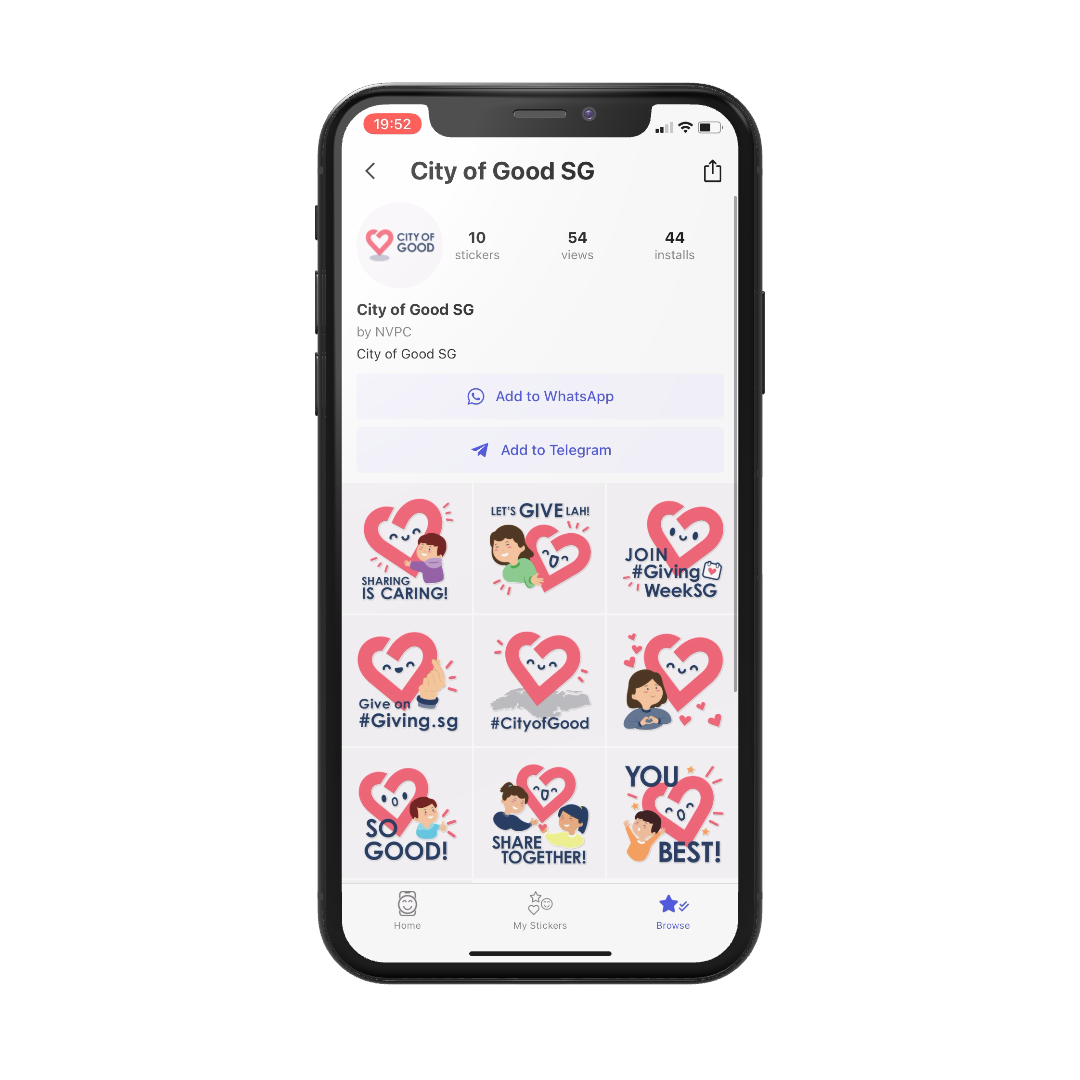 19:52
City of Good SG
CITY OF
GOOD
10
stickers
54
views
44
installs
City of Good SG
by NVPC
City of Good SG
Add to WhatsApp
Add to Telegram
SHARING
IS CARING!
LET'S GIVE LAH!
JOIN
#Giving
WeekSG
Give on
#Giving.sg
#CityofGood
SO
GOOD!
SHARE
TOGETHER!
YOU
BEST!
Home
My Stickers
Browse